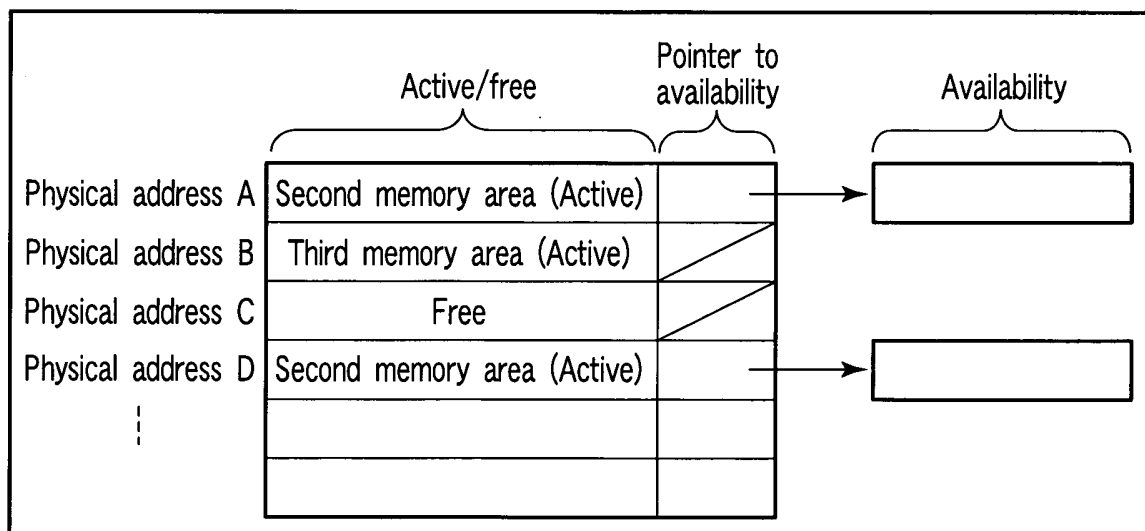 Pointer to
Active/free availability Availability
Physical address A Second memory area (Active)
Physical address B Third memory area (Active)
Physical address C Free
Physical address D Second memory area (Active)